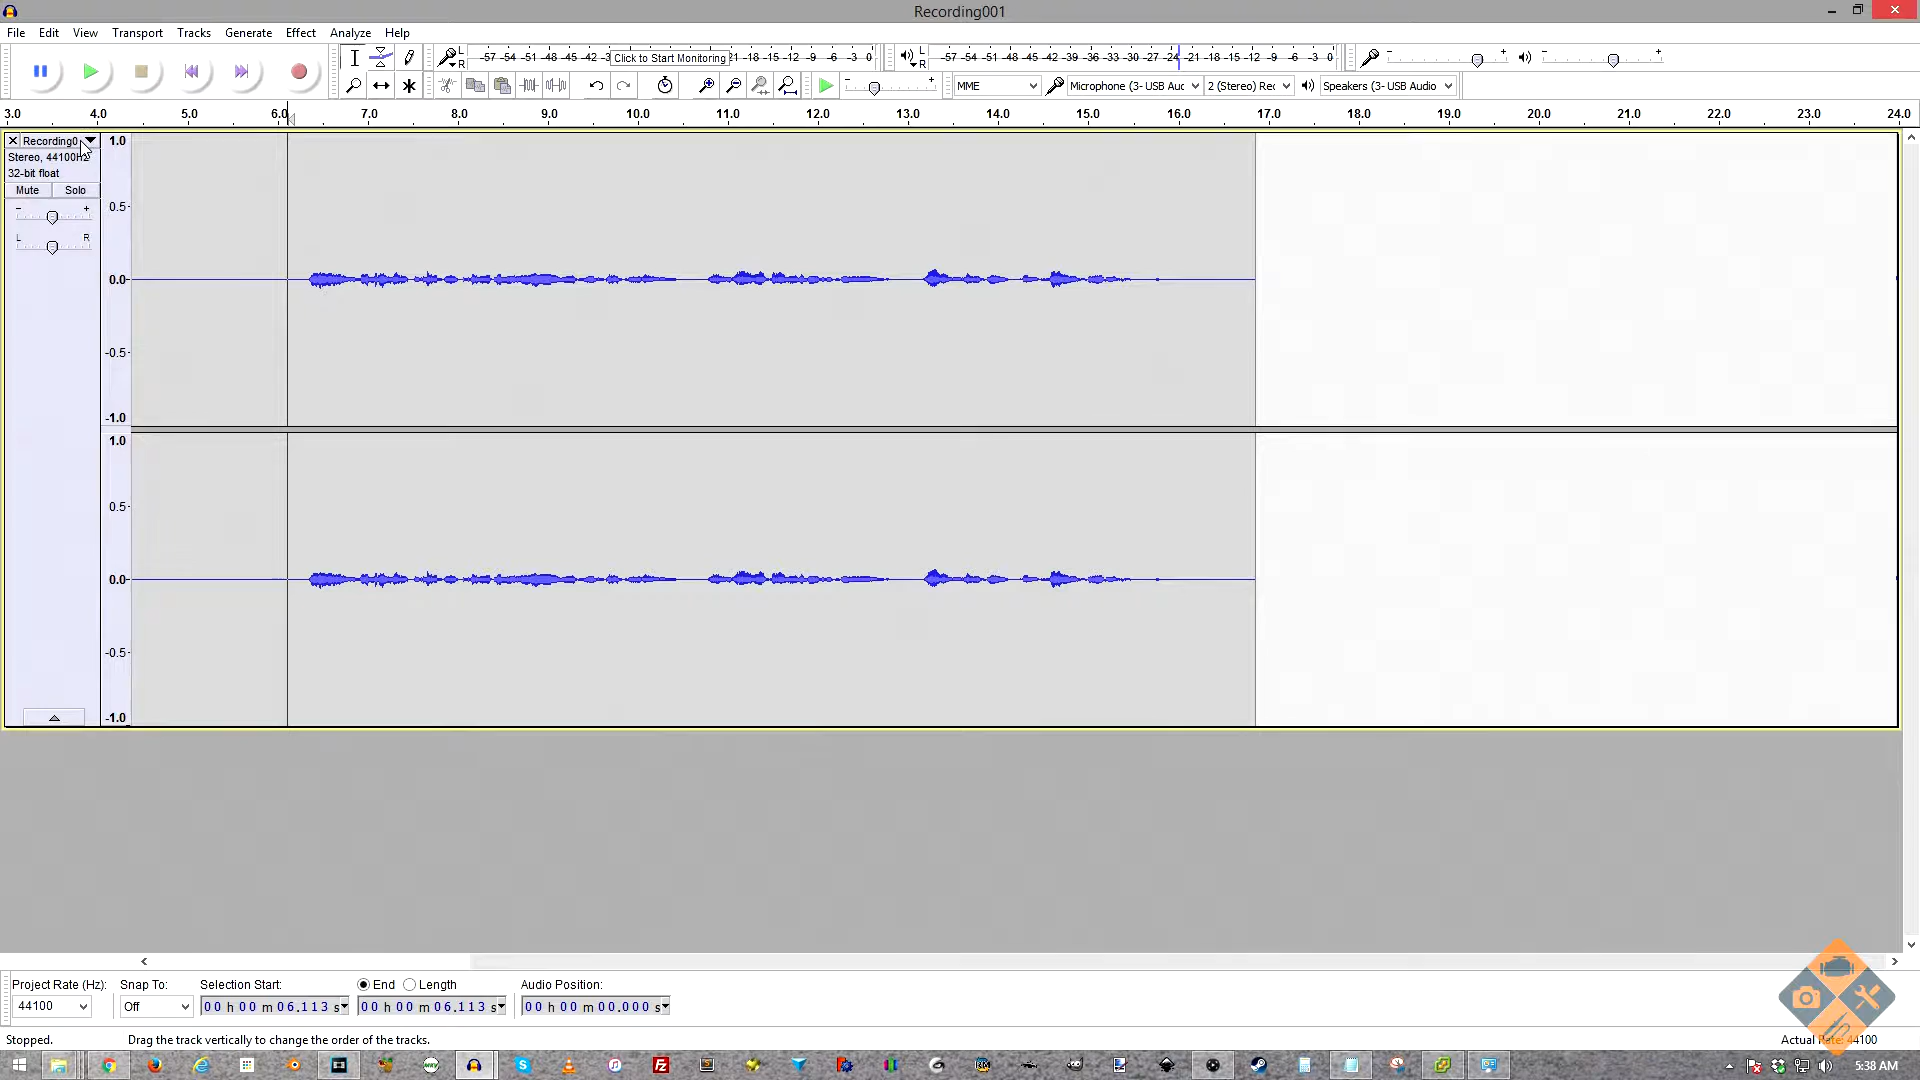 Recording001
File Edit View Transport Tracks Generate Effect Analyze Help
L
R
-57 -54 -51 -48 -45 -42 -3 Click to Start Monitoring !1 -18 -15 -12 -9 -6 -3 0
L
R
-57 -54 -51 -48 -45 -42 -39 -36 -33 -30 -27 -24 -21 -18 -15 -12 -9 -6 -3 0
- +
- +
- +
MME
Microphone (3- USB Auc
2 (Stereo) Rec
Speakers (3- USB Audio
3.0 4.0 5.0 6.0 7.0 8.0 9.0 10.0 11.0 12.0 13.0 14.0 15.0 16.0 17.0 18.0 19.0 20.0 21.0 22.0 23.0 24.0
Recording0
Stereo, 44100Hz
32-bit float
Mute Solo
- +
L R
1.0
0.5
0.0
-0.5
-1.0
1.0
0.5
0.0
-0.5
-1.0
Project Rate (Hz): Snap To: Selection Start: End Length Audio Position:
44100 Off 00 h 00 m 06.113 s 00 h 00 m 06.113 s 00 h 00 m 00.000 s
Stopped. Drag the track vertically to change the order of the tracks. Actual Rate: 44100
5:38 AM